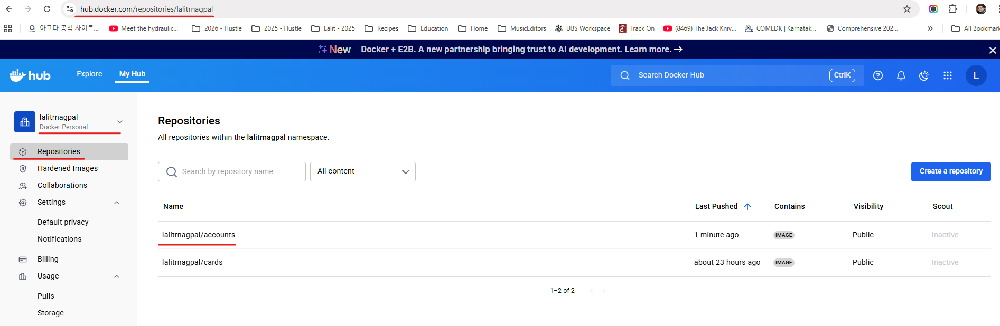 hub.docker.com/repositories/lalitrnagpal
아고다 공식 사이트... Meet the hydraulic... 2026 - Hustle 2025 - Hustle Lalit - 2025 Recipes Education Home MusicEditors UBS Workspace Track On (8469) The Jack Kniv... COMEDK | Karnatak... Comprehensive 202... » All Bookmark
New Docker + E2B. A new partnership bringing trust to AI development. Learn more. →
hub Explore My Hub Search Docker Hub CtrlK L
lalitrnagpal
Docker Personal
Repositories
Hardened Images
Collaborations
Settings
Default privacy
Notifications
Billing
Usage
Pulls
Storage
Repositories
All repositories within the lalitrnagpal namespace.
Search by repository name All content Create a repository
Name Last Pushed Contains Visibility Scout
lalitrnagpal/accounts 1 minute ago IMAGE Public Inactive
lalitrnagpal/cards about 23 hours ago IMAGE Public Inactive
1–2 of 2